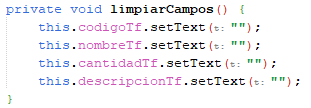 private void limpiarCampos() {
this.codigoTf.setText(t: "");
this.nombreTf.setText(t: "");
this.cantidadTf.setText(t: "");
this.descripcionTf.setText(t: "");
}